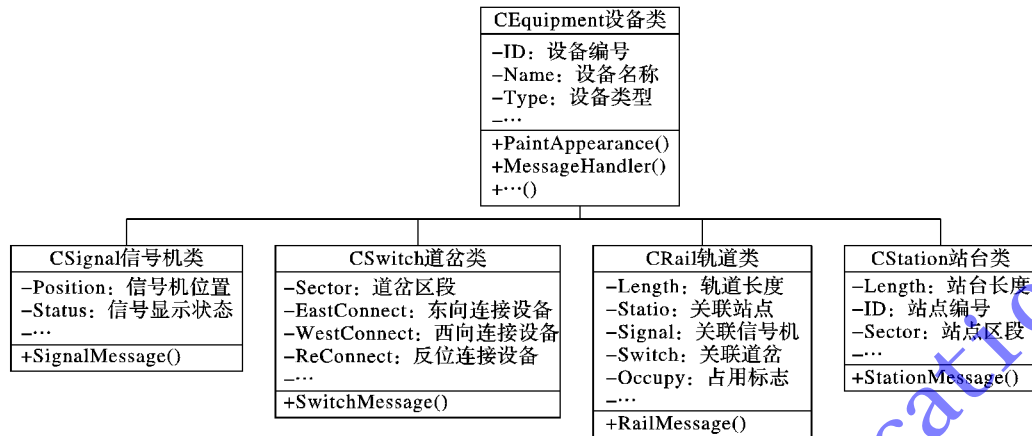 CEquipment设备类
–ID：设备编号
–Name：设备名称
–Type：设备类型
–…
+PaintAppearance()
+MessageHandler()
+…()
CSignal信号机类
–Position：信号机位置
–Status：信号显示状态
–…
+SignalMessage()
CSwitch道岔类
–Sector：道岔区段
–EastConnect：东向连接设备
–WestConnect：西向连接设备
–ReConnect：反位连接设备
–…
+SwitchMessage()
CRail轨道类
–Length：轨道长度
–Statio：关联站点
–Signal：关联信号机
–Switch：关联道岔
–Occupy：占用标志
–…
+RailMessage()
CStation站台类
–Length：站台长度
–ID：站点编号
–Sector：站点区段
–…
+StationMessage()
catio